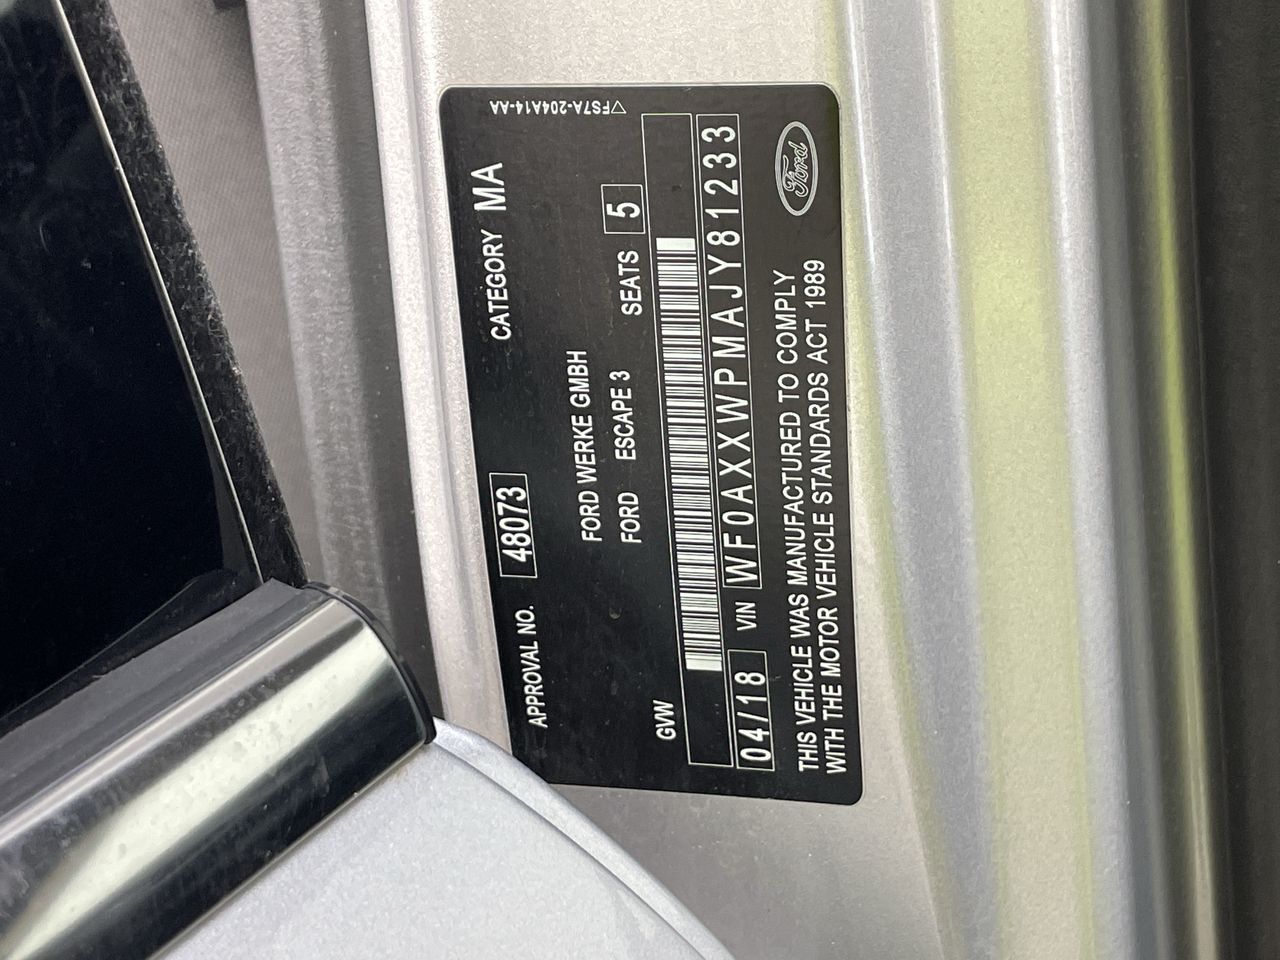 APPROVAL NO. 48073 CATEGORY MA
FORD WERKE GMBH
FORD ESCAPE 3 SEATS 5
GVW
04/18 VIN WF0AXXWPMAJY81233
THIS VEHICLE WAS MANUFACTURED TO COMPLY
WITH THE MOTOR VEHICLE STANDARDS ACT 1989
Ford
▽FS7A-204A14-AA